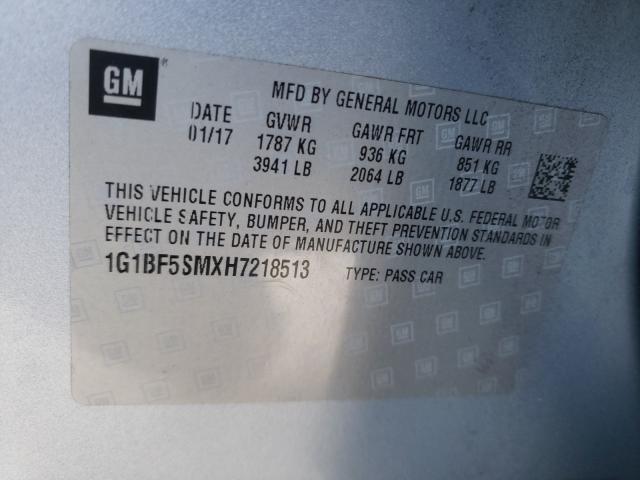 GM
MFD BY GENERAL MOTORS LLC
DATE GVWR GAWR FRT GAWR RR
01/17 1787 KG 936 KG 851 KG
3941 LB 2064 LB 1877 LB
THIS VEHICLE CONFORMS TO ALL APPLICABLE U.S. FEDERAL MOTOR
VEHICLE SAFETY, BUMPER, AND THEFT PREVENTION STANDARDS IN
EFFECT ON THE DATE OF MANUFACTURE SHOWN ABOVE.
1G1BF5SMXH7218513 TYPE: PASS CAR